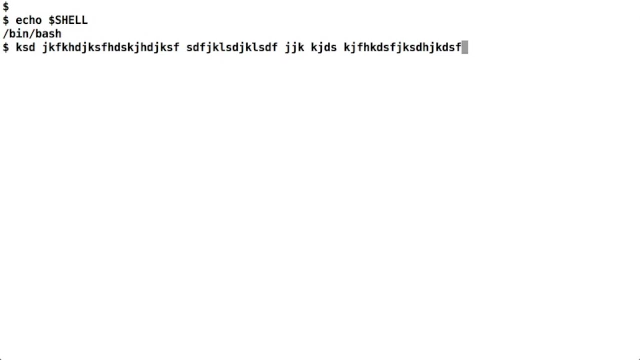 $
$ echo $SHELL
/bin/bash
$ ksd jkfkhdjksfhdskjhdjksf sdfjklsdjklsdf jjk kjds kjfhkdsfjksdhjkdsf